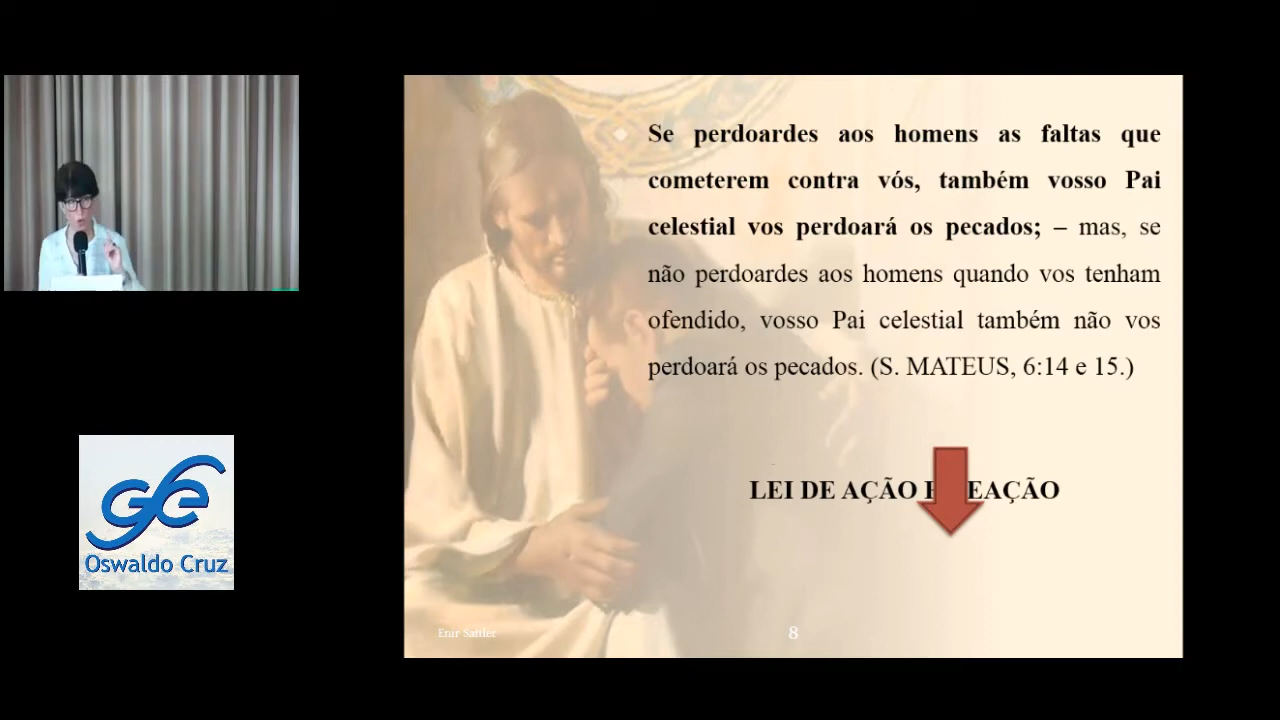 Se perdoardes aos homens as faltas que
cometerem contra vós, também vosso Pai
celestial vos perdoará os pecados; – mas, se
não perdoardes aos homens quando vos tenham
ofendido, vosso Pai celestial também não vos
perdoará os pecados. (S. MATEUS, 6:14 e 15.)
LEI DE AÇÃO E EAÇÃO
Enir Sattler
8
gfe
Oswaldo Cruz